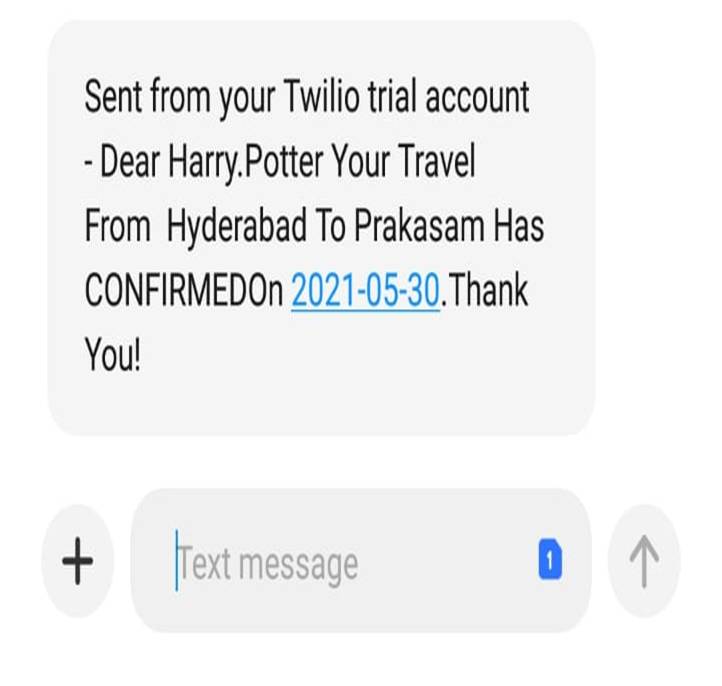 Sent from your Twilio trial account
- Dear Harry.Potter Your Travel
From  Hyderabad To Prakasam Has
CONFIRMEDOn 2021-05-30.Thank
You!
Text message
1